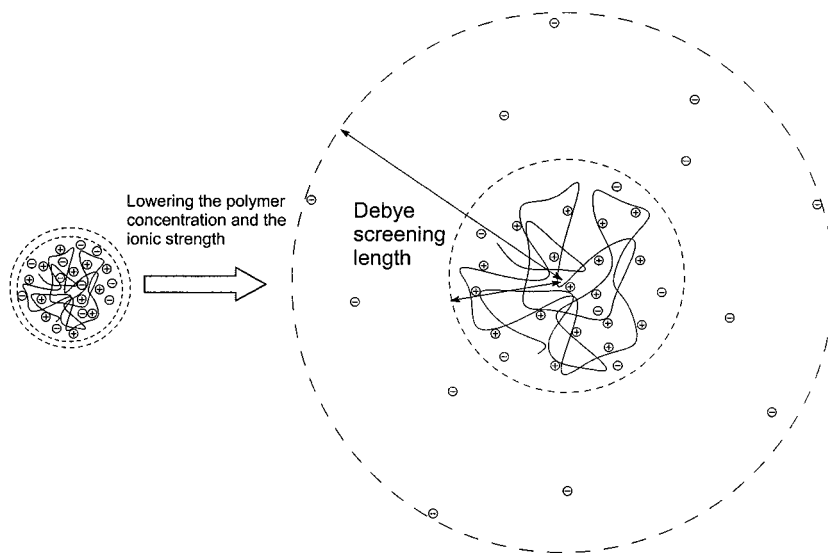 Lowering the polymer
concentration and the
ionic strength
Debye
screening
length